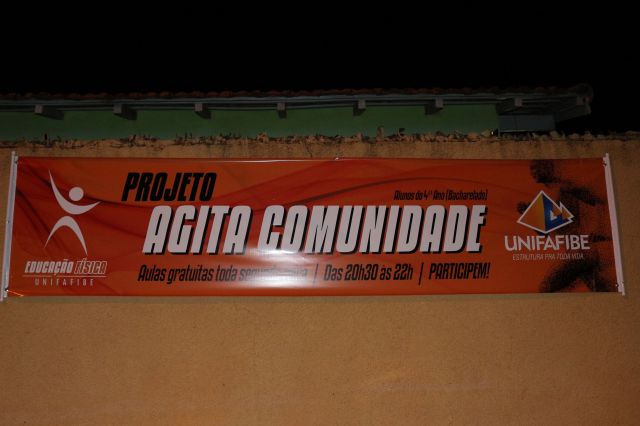 PROJETO
Alunos do 4º Ano (Bacharelado)
AGITA COMUNIDADE
Aulas gratuitas toda | Das 20h30 às 22h | PARTICIPEM!
EDUCAÇÃO FÍSICA
UNIFAFIBE
UNIFAFIBE
ESTRUTURA PRA TODA VIDA